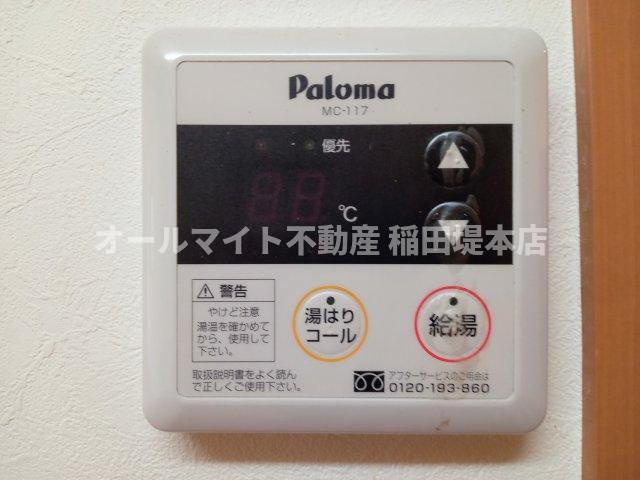 Paloma
MC-117
優先
88
℃
オールマイト不動産 稲田堤本店
⚠ 警告
やけど注意
湯温を確かめて
から、使用して
下さい。
湯はり
コール
給湯
取扱説明書をよく読ん
で正しくご使用下さい。
アフターサービスのご用命は
0120-193-860